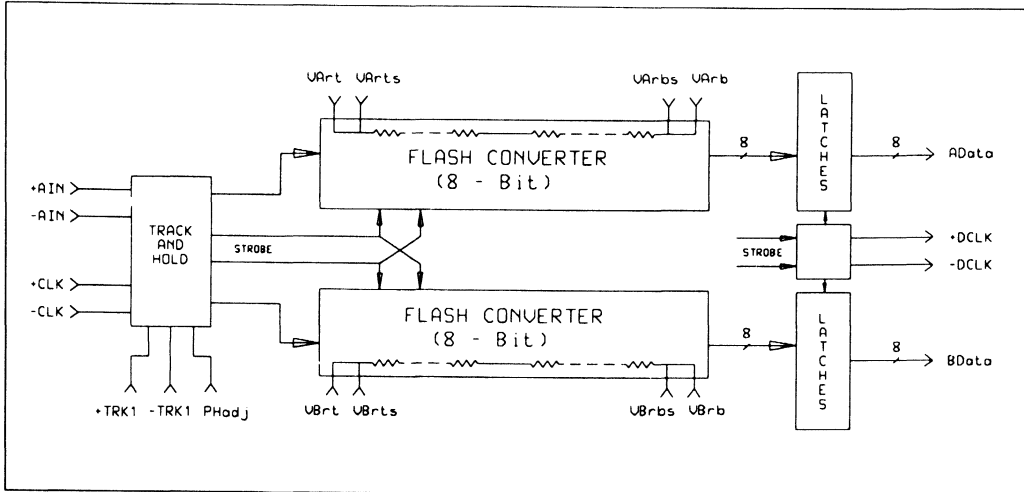 VArt VArts VArbs VArb
FLASH CONVERTER
(8 - Bit)
8
LATCHES
8
AData
+AIN
-AIN
TRACK
AND
HOLD
STROBE
STROBE
+DCLK
-DCLK
+CLK
-CLK
FLASH CONVERTER
(8 - Bit)
8
LATCHES
8
BData
+TRK1 -TRK1 PHadj
VBrt VBrts VBrbs VBrb